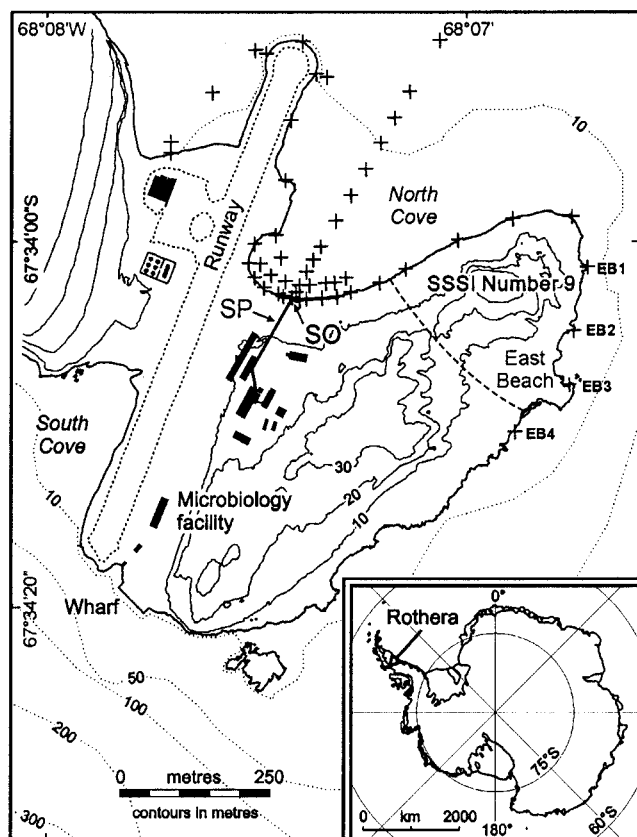 68°08' W
68°07'
10
North
Cove
67°34'00"S
Runway
EB1
SSSI Number 9
SP
SO
EB2
East
Beach
EB3
South
Cove
EB4
30
20
10
10
Microbiology
facility
67°34'20"
Wharf
50
100
200
300
0 metres 250
contours in metres
Rothera
0°
75°S
60°S
0 km 2000
180°